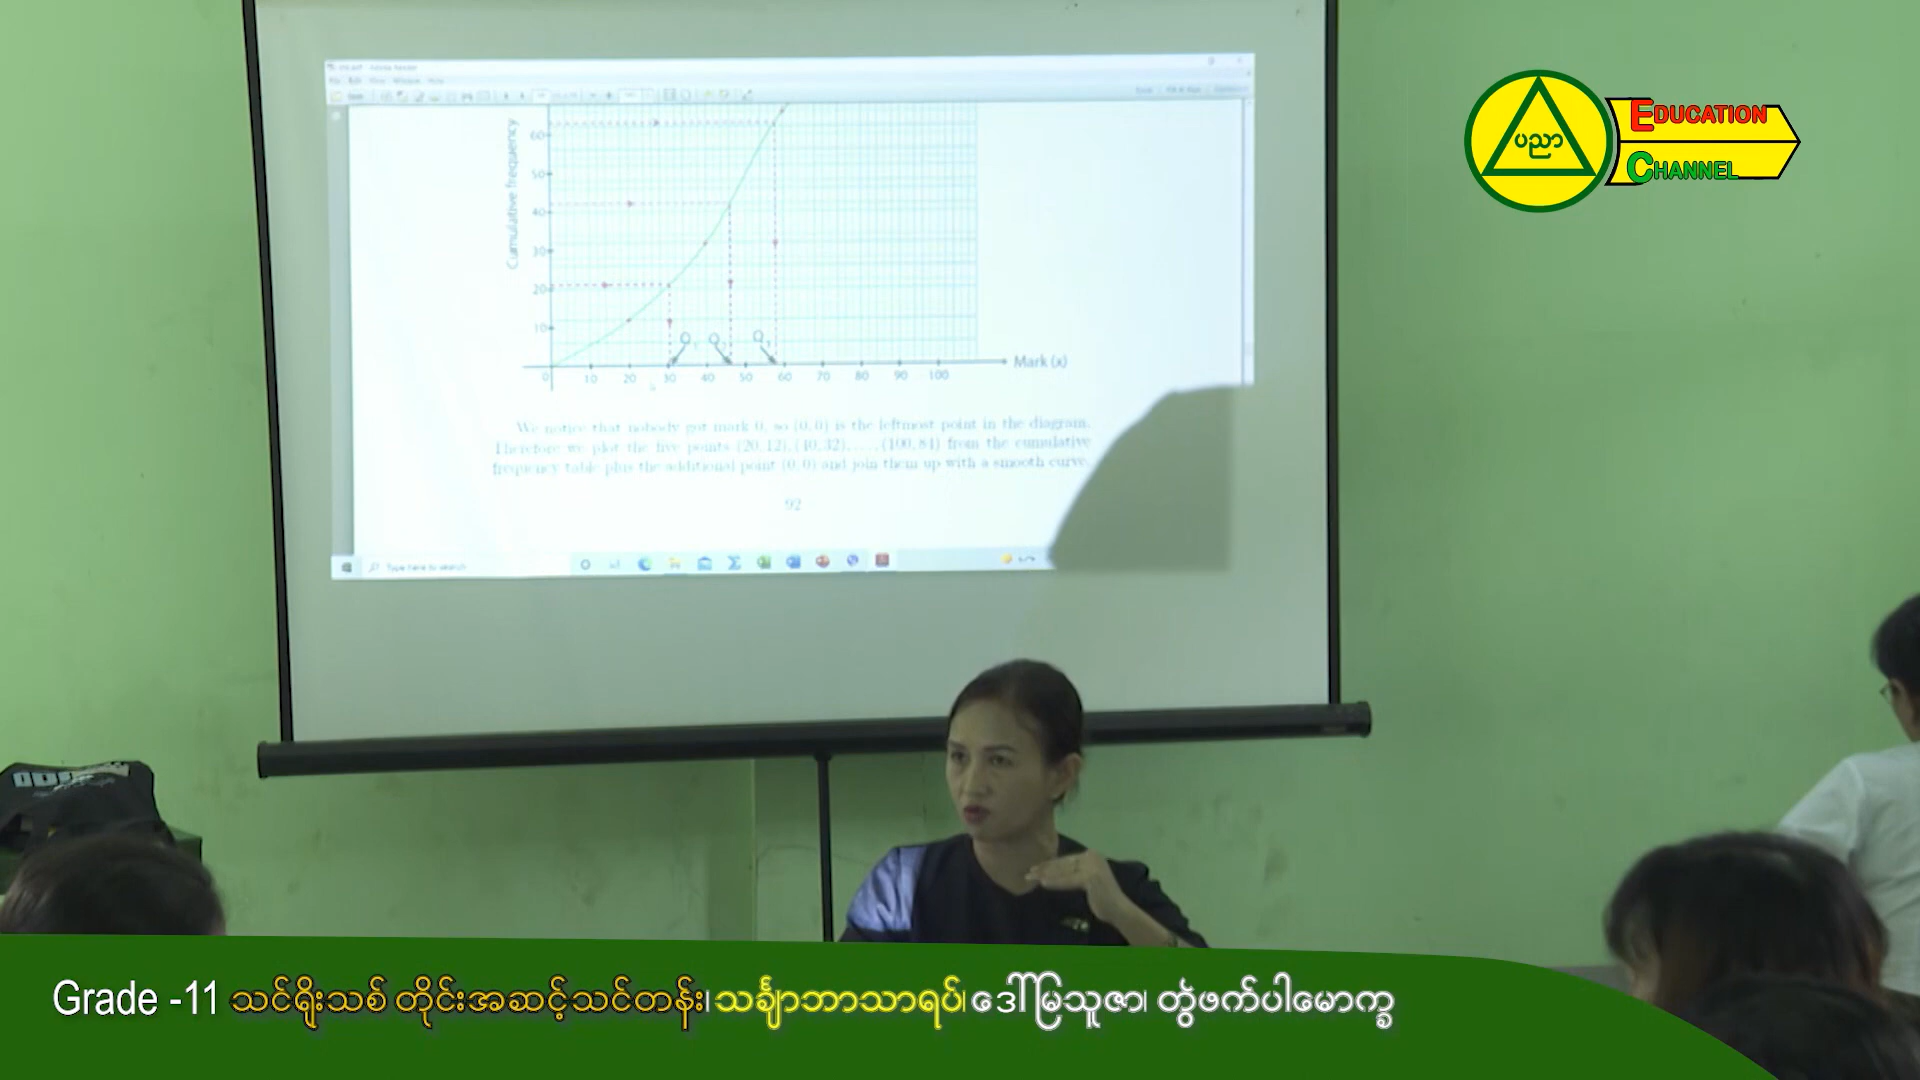 Type here to search
EDUCATION
ပညာ
CHANNEL
Cumulative frequency
60
50
40
30
20
10
0 10 20 30 40 50 60 70 80 90 100
Mark (x)
We notice that nobody got mark 0, so (0,0) is the leftmost point in the diagram.
Therefore we plot the five points (20,12),(40,32),....,(100,84) from the cumulative
frequency table plus the additional point (0,0) and join them up with a smooth curve.
92
Grade -11 သင်ရိုးသစ် တိုင်းအဆင့်သင်တန်း၊ သင်္ချာဘာသာရပ်၊ ဒေါ်မြသူဇာ၊ တွဲဖက်ပါမောက္ခ